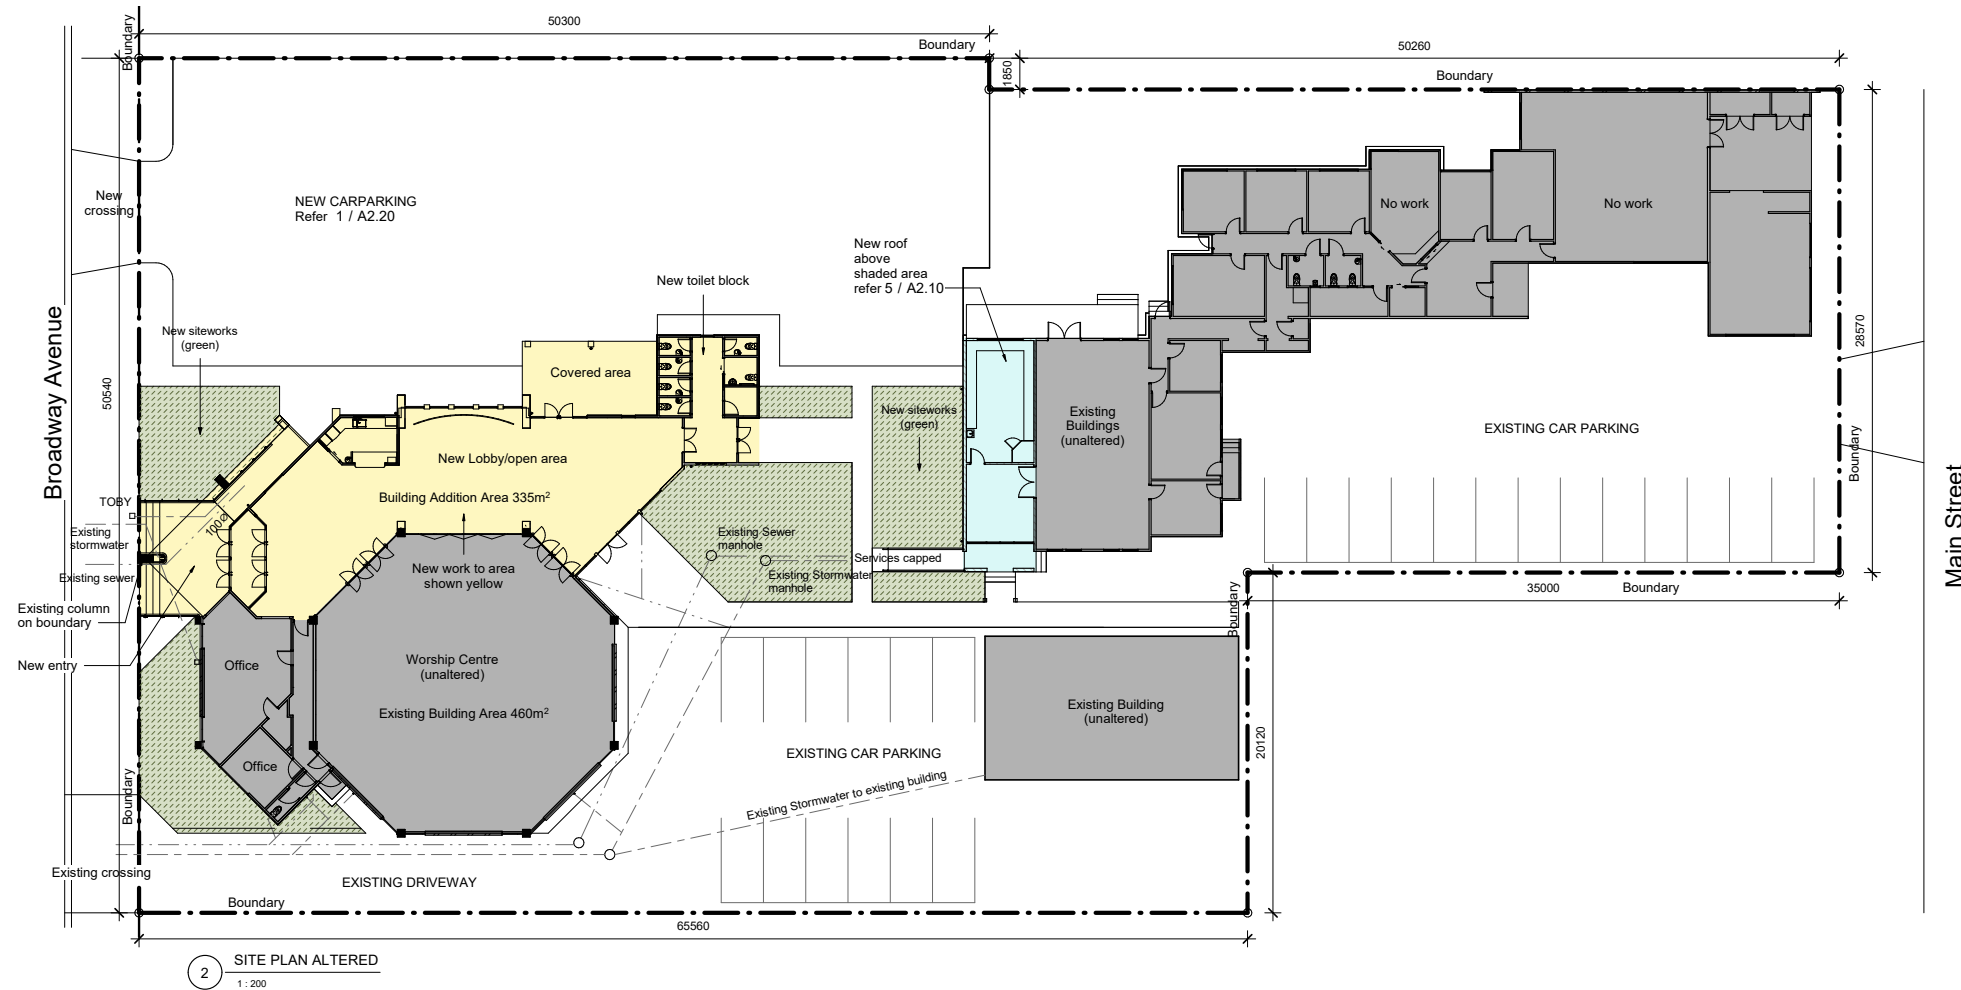 50300
Boundary
50260
Boundary
Boundary
1850
New
crossing
NEW CARPARKING
Refer 1 / A2.20
No work
No work
New roof
above
shaded area
refer 5 / A2.10
New toilet block
Broadway Avenue
New siteworks
(green)
50540
28570
Covered area
New siteworks
(green)
Existing
Buildings
(unaltered)
EXISTING CAR PARKING
Boundary
New Lobby/open area
Building Addition Area 335m²
TOBY
100ø
Existing
stormwater
Existing Sewer
manhole
Services capped
Main Street
Existing sewer
New work to area
shown yellow
Existing Stormwater
manhole
35000
Boundary
Existing column
on boundary
Boundary
New entry
Office
Worship Centre
(unaltered)
Existing Building Area 460m²
Existing Building
(unaltered)
20120
Office
EXISTING CAR PARKING
Existing Stormwater to existing building
Boundary
Existing crossing
EXISTING DRIVEWAY
Boundary
65560
2
SITE PLAN ALTERED
1 : 200